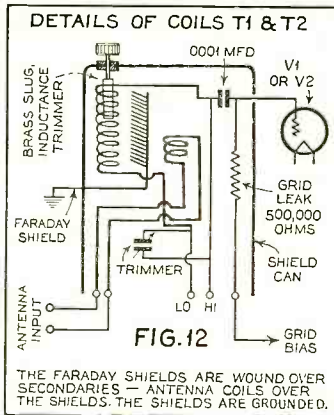 DETAILS OF COILS T1 & T2
0001 MFD
V1
OR V2
BRASS SLUG,
INDUCTANCE
TRIMMER
GRID
LEAK
500,000
OHMS
FARADAY
SHIELD
SHIELD
CAN
TRIMMER
LO HI
ANTENNA
INPUT
FIG.12
GRID
BIAS
THE FARADAY SHIELDS ARE WOUND OVER
SECONDARIES — ANTENNA COILS OVER
THE SHIELDS. THE SHIELDS ARE GROUNDED.